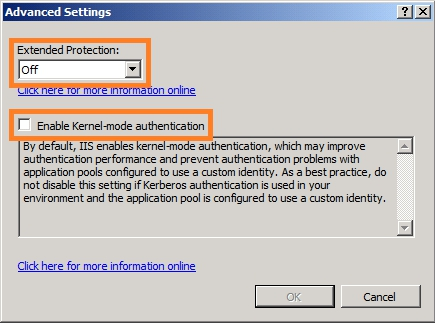 Advanced Settings
Extended Protection:
Off
Click here for more information online
Enable Kernel-mode authentication
By default, IIS enables kernel-mode authentication, which may improve
authentication performance and prevent authentication problems with
application pools configured to use a custom identity. As a best practice, do
not disable this setting if Kerberos authentication is used in your
environment and the application pool is configured to use a custom identity.
Click here for more information online
OK
Cancel